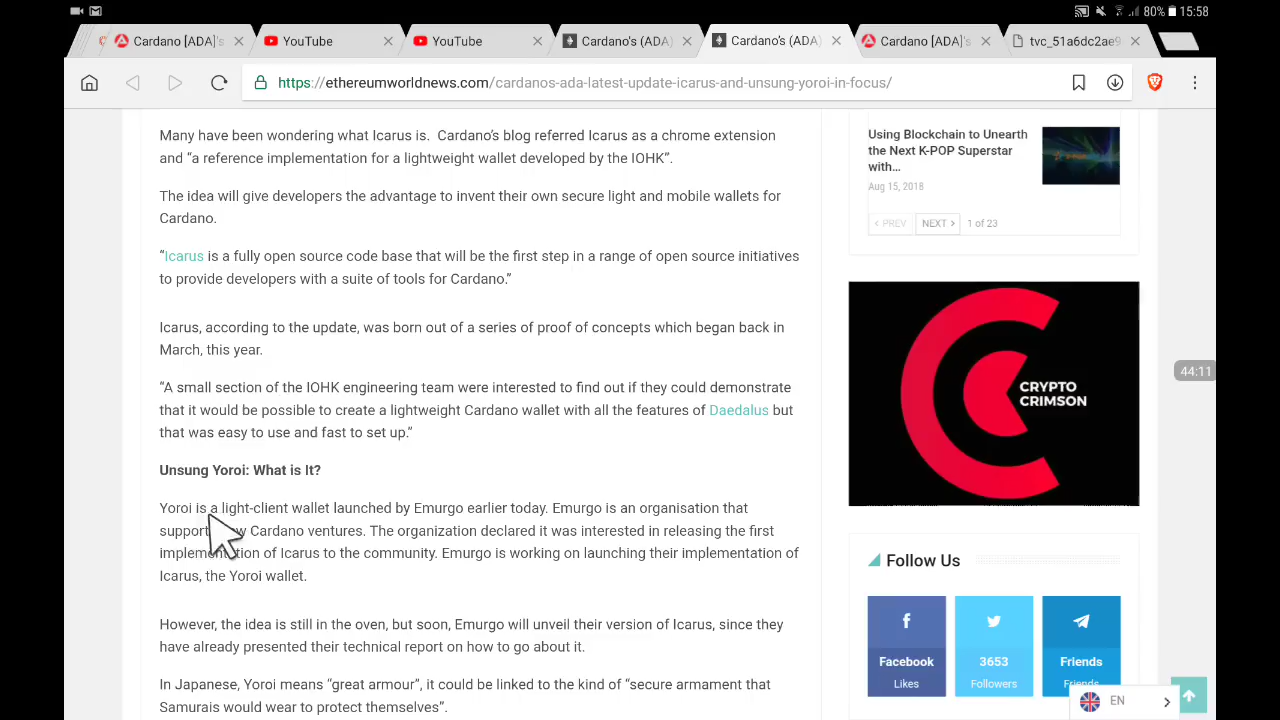 80% 15:58
Cardano [ADA]'s
YouTube
YouTube
Cardano's (ADA)
Cardano's (ADA)
Cardano [ADA]'s
tvc_51a6dc2ae9
https://ethereumworldnews.com/cardanos-ada-latest-update-icarus-and-unsung-yoroi-in-focus/
Many have been wondering what Icarus is. Cardano's blog referred Icarus as a chrome extension
and “a reference implementation for a lightweight wallet developed by the IOHK”.
The idea will give developers the advantage to invent their own secure light and mobile wallets for
Cardano.
“Icarus is a fully open source code base that will be the first step in a range of open source initiatives
to provide developers with a suite of tools for Cardano.”
Icarus, according to the update, was born out of a series of proof of concepts which began back in
March, this year.
“A small section of the IOHK engineering team were interested to find out if they could demonstrate
that it would be possible to create a lightweight Cardano wallet with all the features of Daedalus but
that was easy to use and fast to set up.”
Unsung Yoroi: What is It?
Yoroi is a light-client wallet launched by Emurgo earlier today. Emurgo is an organisation that
Cardano ventures. The organization declared it was interested in releasing the first
implementation of Icarus to the community. Emurgo is working on launching their implementation of
Icarus, the Yoroi wallet.
However, the idea is still in the oven, but soon, Emurgo will unveil their version of Icarus, since they
have already presented their technical report on how to go about it.
In Japanese, Yoroi means “great armour”, it could be linked to the kind of “secure armament that
Samurais would wear to protect themselves”.
Using Blockchain to Unearth
the Next K-POP Superstar
with...
Aug 15, 2018
PREV NEXT 1 of 23
CRYPTO
CRIMSON
44:11
Follow Us
Facebook
Likes
3653
Followers
Friends
EN